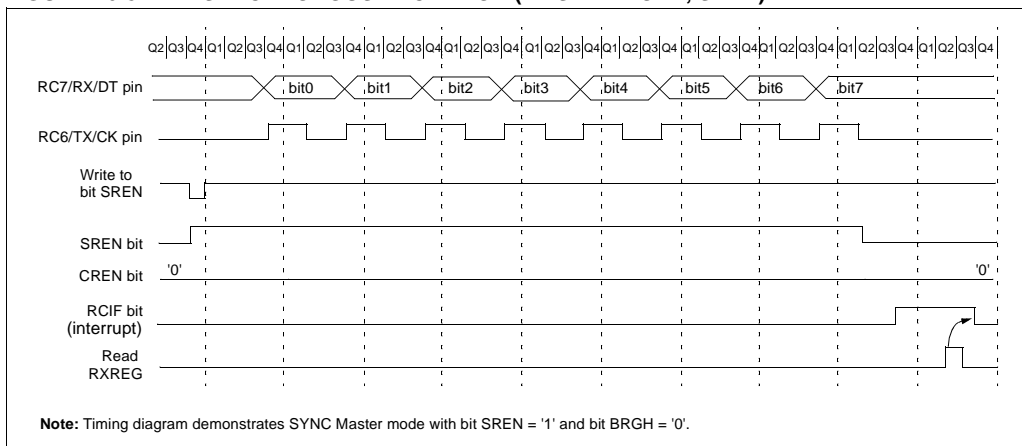 Q2 Q3 Q4 Q1 Q2 Q3 Q4 Q1 Q2 Q3 Q4 Q1 Q2 Q3 Q4 Q1 Q2 Q3 Q4 Q1 Q2 Q3 Q4 Q1 Q2 Q3 Q4 Q1 Q2 Q3 Q4 Q1 Q2 Q3 Q4 Q1 Q2 Q3 Q4 Q1 Q2 Q3 Q4
RC7/RX/DT pin bit0 bit1 bit2 bit3 bit4 bit5 bit6 bit7
RC6/TX/CK pin
Write to
bit SREN
SREN bit
CREN bit '0' '0'
RCIF bit
(interrupt)
Read
RXREG
Note: Timing diagram demonstrates SYNC Master mode with bit SREN = '1' and bit BRGH = '0'.